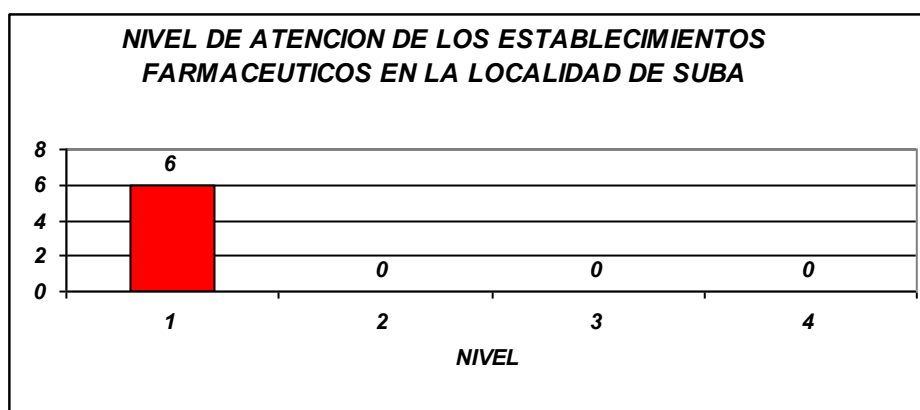 NIVEL DE ATENCION DE LOS ESTABLECIMIENTOS
FARMACEUTICOS EN LA LOCALIDAD DE SUBA
8
6
4
2
0
6
0
0
0
1 2 3 4
NIVEL